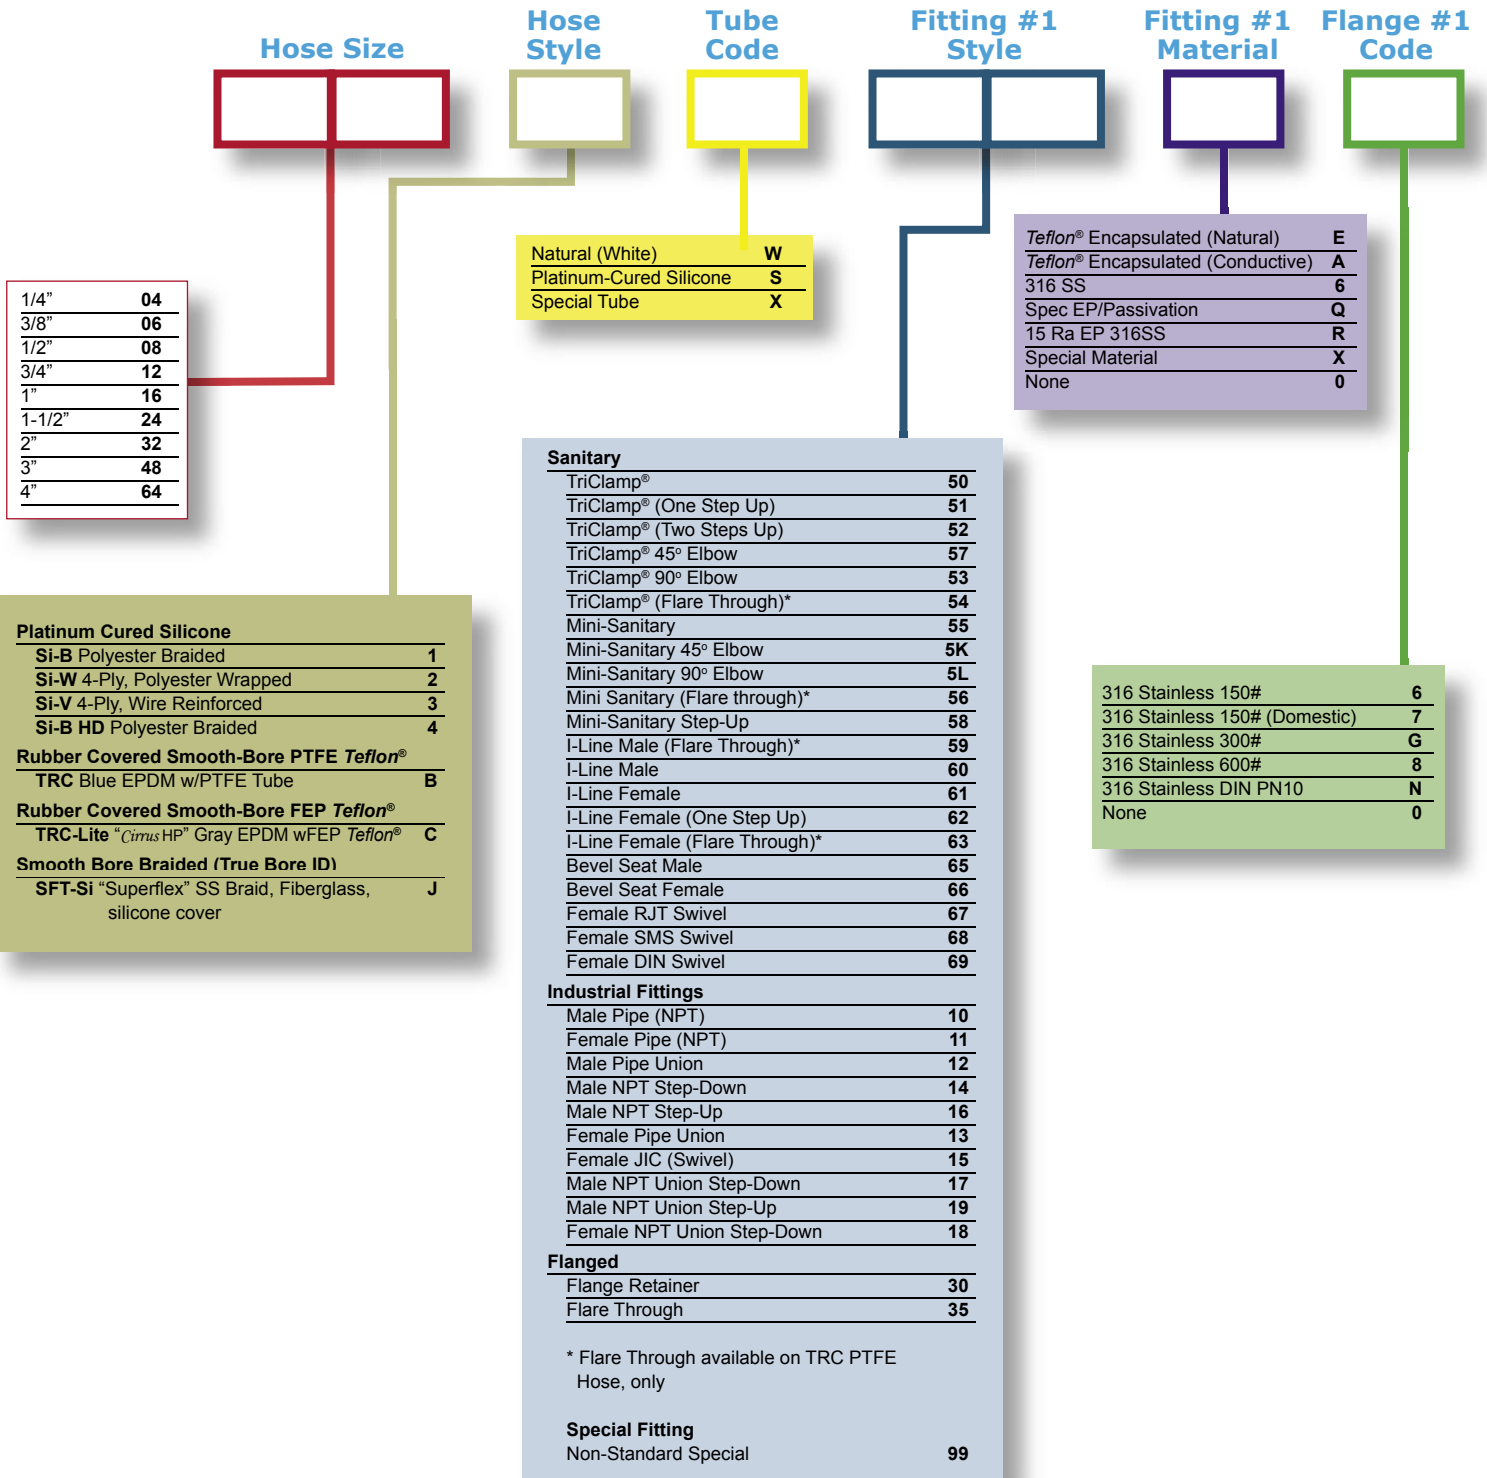 Hose Size
Hose
Style
Tube
Code
Fitting #1
Style
Fitting #1
Material
Flange #1
Code
1/4” 04
3/8” 06
1/2” 08
3/4” 12
1” 16
1-1/2” 24
2” 32
3” 48
4” 64
Platinum Cured Silicone
Si-B Polyester Braided 1
Si-W 4-Ply, Polyester Wrapped 2
Si-V 4-Ply, Wire Reinforced 3
Si-B HD Polyester Braided 4
Rubber Covered Smooth-Bore PTFE Teflon®
TRC Blue EPDM w/PTFE Tube B
Rubber Covered Smooth-Bore FEP Teflon®
TRC-Lite “Cirrus HP” Gray EPDM wFEP Teflon® C
Smooth Bore Braided (True Bore ID)
SFT-Si “Superflex” SS Braid, Fiberglass, J
silicone cover
Natural (White) W
Platinum-Cured Silicone S
Special Tube X
Sanitary
TriClamp® 50
TriClamp® (One Step Up) 51
TriClamp® (Two Steps Up) 52
TriClamp® 45º Elbow 57
TriClamp® 90º Elbow 53
TriClamp® (Flare Through)* 54
Mini-Sanitary 55
Mini-Sanitary 45º Elbow 5K
Mini-Sanitary 90º Elbow 5L
Mini Sanitary (Flare through)* 56
Mini-Sanitary Step-Up 58
I-Line Male (Flare Through)* 59
I-Line Male 60
I-Line Female 61
I-Line Female (One Step Up) 62
I-Line Female (Flare Through)* 63
Bevel Seat Male 65
Bevel Seat Female 66
Female RJT Swivel 67
Female SMS Swivel 68
Female DIN Swivel 69
Industrial Fittings
Male Pipe (NPT) 10
Female Pipe (NPT) 11
Male Pipe Union 12
Male NPT Step-Down 14
Male NPT Step-Up 16
Female Pipe Union 13
Female JIC (Swivel) 15
Male NPT Union Step-Down 17
Male NPT Union Step-Up 19
Female NPT Union Step-Down 18
Flanged
Flange Retainer 30
Flare Through 35
* Flare Through available on TRC PTFE
Hose, only
Special Fitting
Non-Standard Special 99
Teflon® Encapsulated (Natural) E
Teflon® Encapsulated (Conductive) A
316 SS 6
Spec EP/Passivation Q
15 Ra EP 316SS R
Special Material X
None 0
316 Stainless 150# 6
316 Stainless 150# (Domestic) 7
316 Stainless 300# G
316 Stainless 600# 8
316 Stainless DIN PN10 N
None 0